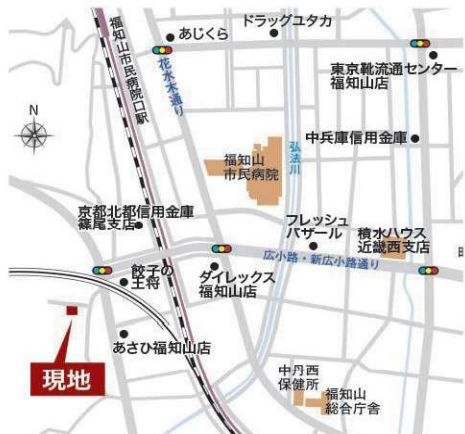 ドラッグユタカ
あじくら
福知山市民病院口駅
花水木通り
東京靴流通センター
福知山店
N
中兵庫信用金庫
弘法川
福知山
市民病院
京都北都信用金庫
篠尾支店
フレッシュ
バザール
積水ハウス
近畿西支店
広小路・新広小路通り
餃子の
王将
ダイレックス
福知山店
あさひ福知山店
現地
中丹西
保健所
福知山
総合庁舎